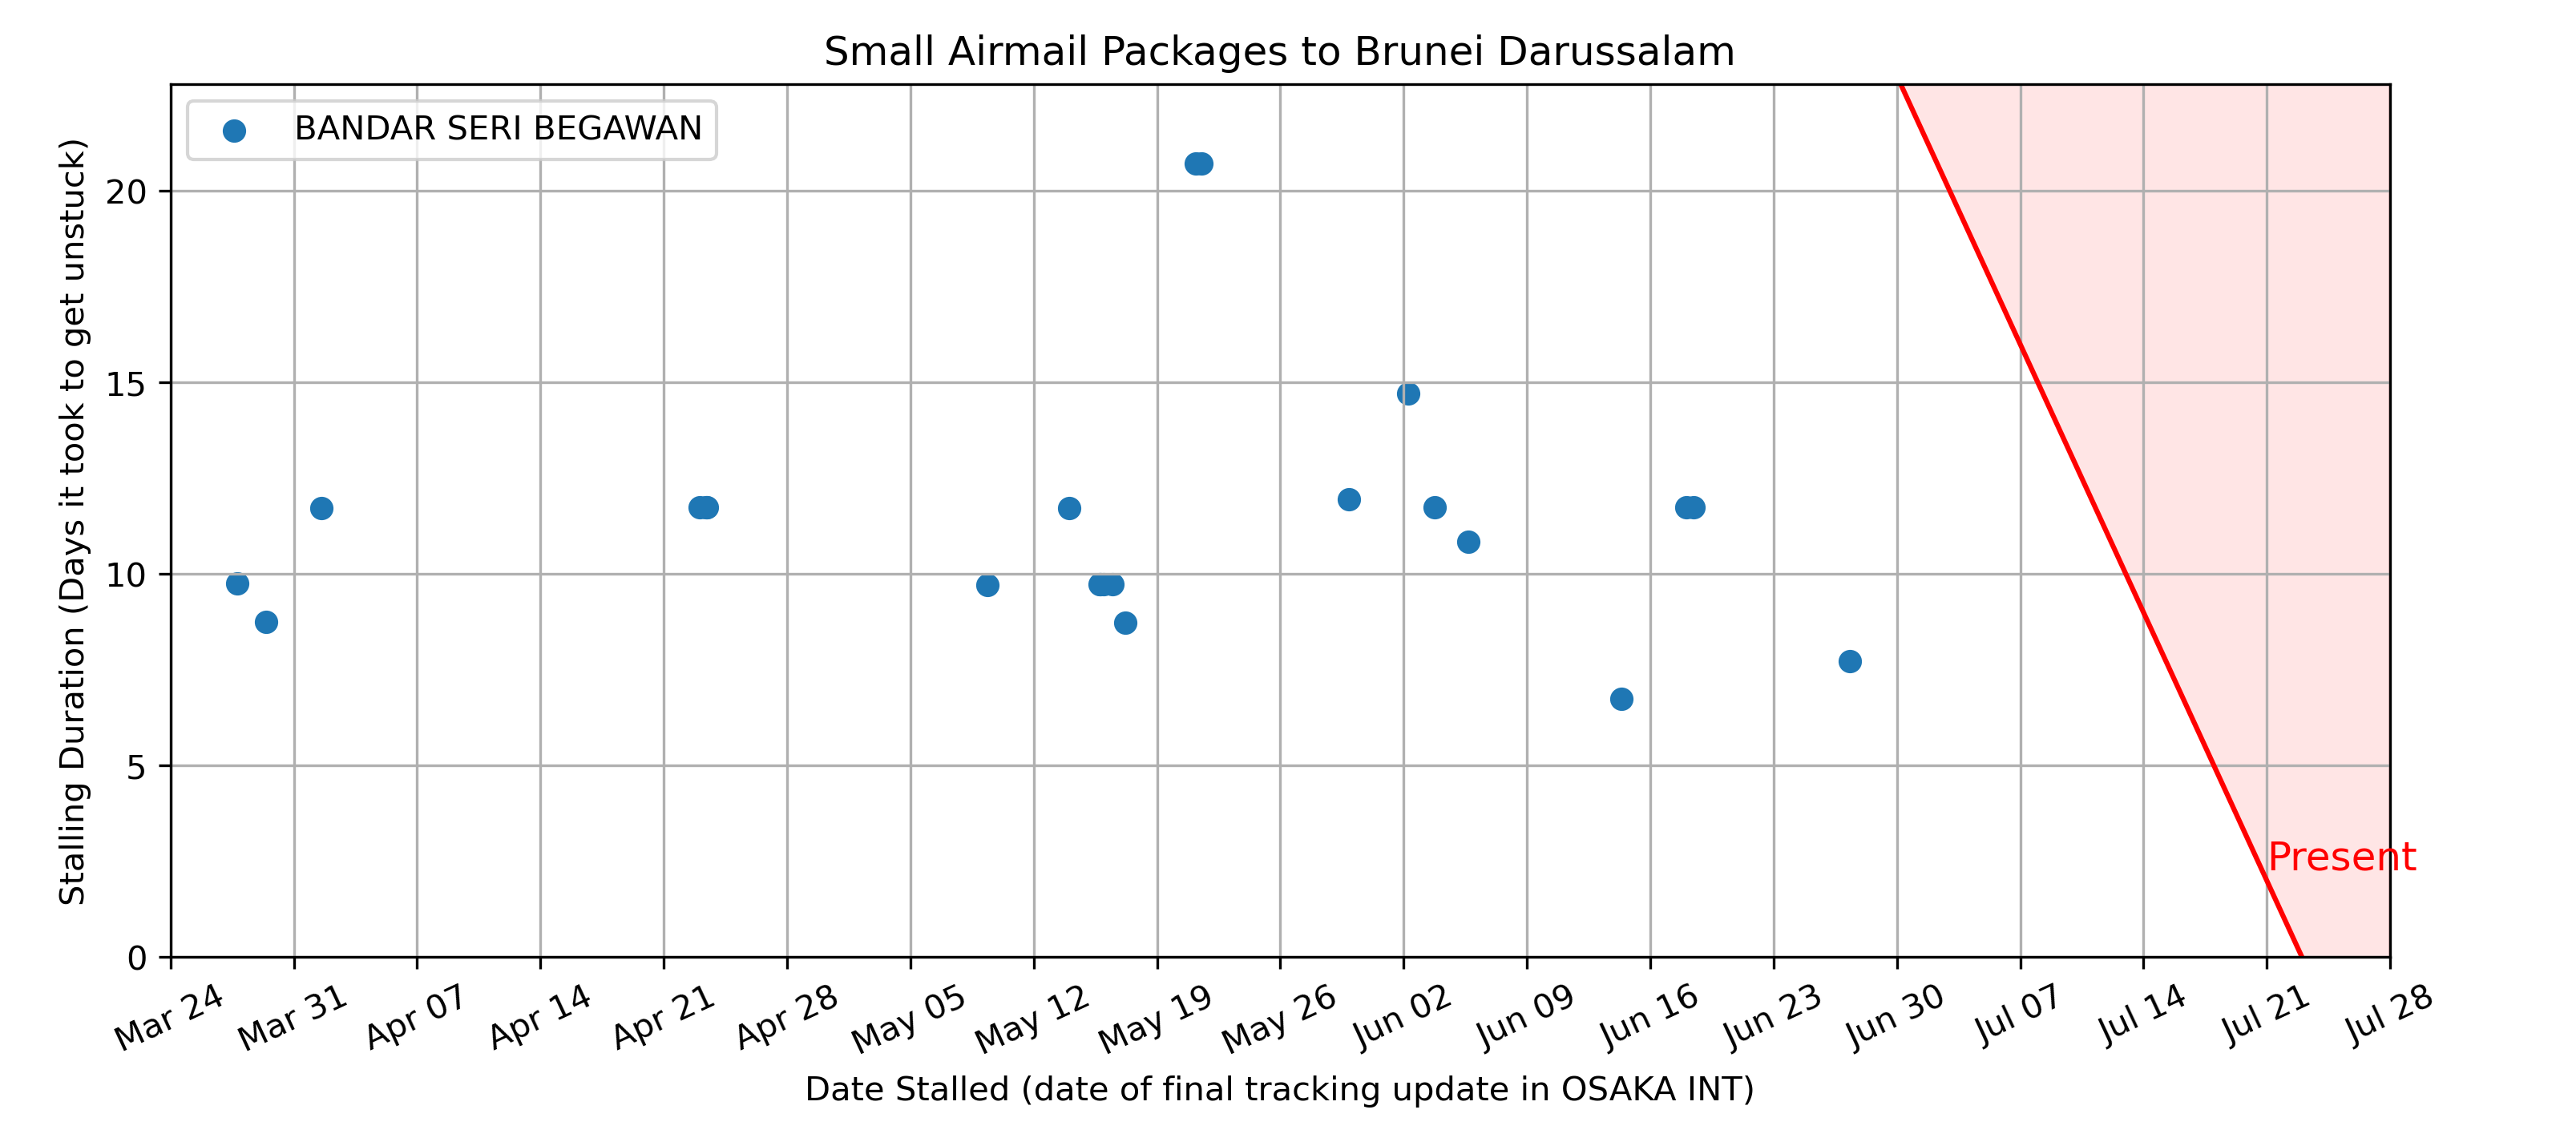 Small Airmail Packages to Brunei Darussalam
BANDAR SERI BEGAWAN
Stalling Duration (Days it took to get unstuck)
20
15
10
5
0
Present
Mar 24
Mar 31
Apr 07
Apr 14
Apr 21
Apr 28
May 05
May 12
May 19
May 26
Jun 02
Jun 09
Jun 16
Jun 23
Jun 30
Jul 07
Jul 14
Jul 21
Jul 28
Date Stalled (date of final tracking update in OSAKA INT)